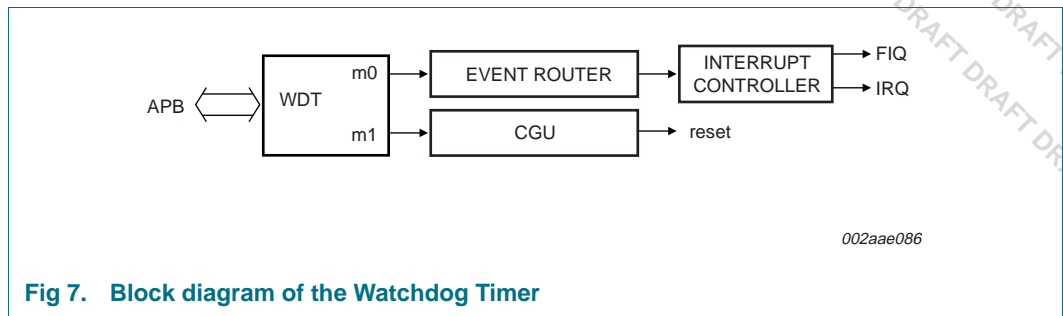 DRAFT DRAFT DR
DRAFT
APB
WDT
m0
m1
EVENT ROUTER
CGU
reset
INTERRUPT
CONTROLLER
FIQ
IRQ
002aae086
Fig 7. Block diagram of the Watchdog Timer